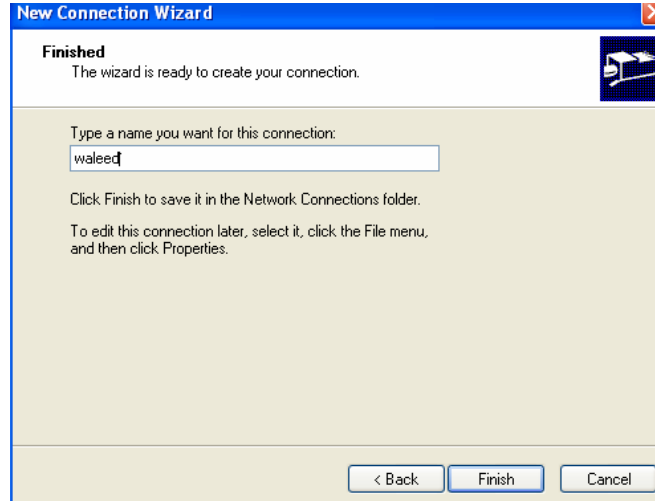 New Connection Wizard
Finished
The wizard is ready to create your connection.
Type a name you want for this connection:
waleed
Click Finish to save it in the Network Connections folder.
To edit this connection later, select it, click the File menu,
and then click Properties.
< Back Finish Cancel